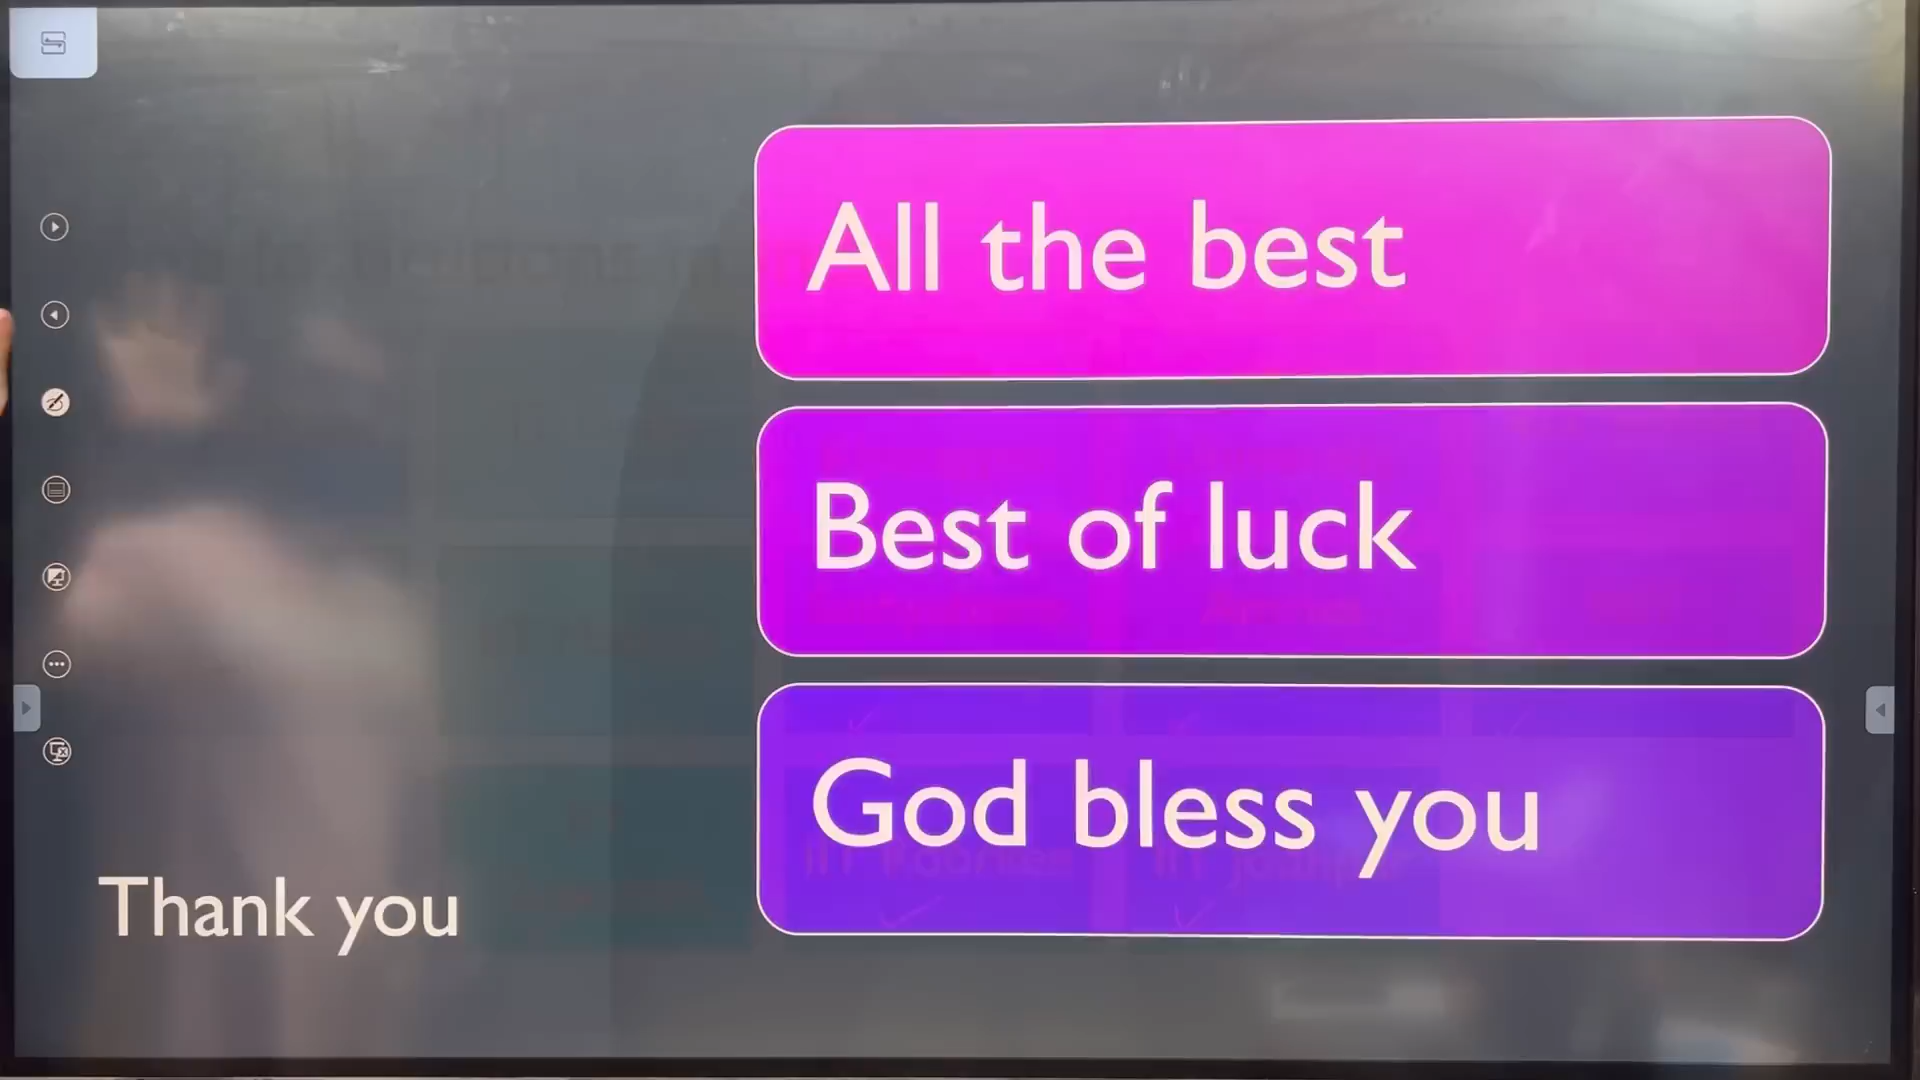 All the best
Best of luck
God bless you
Thank you